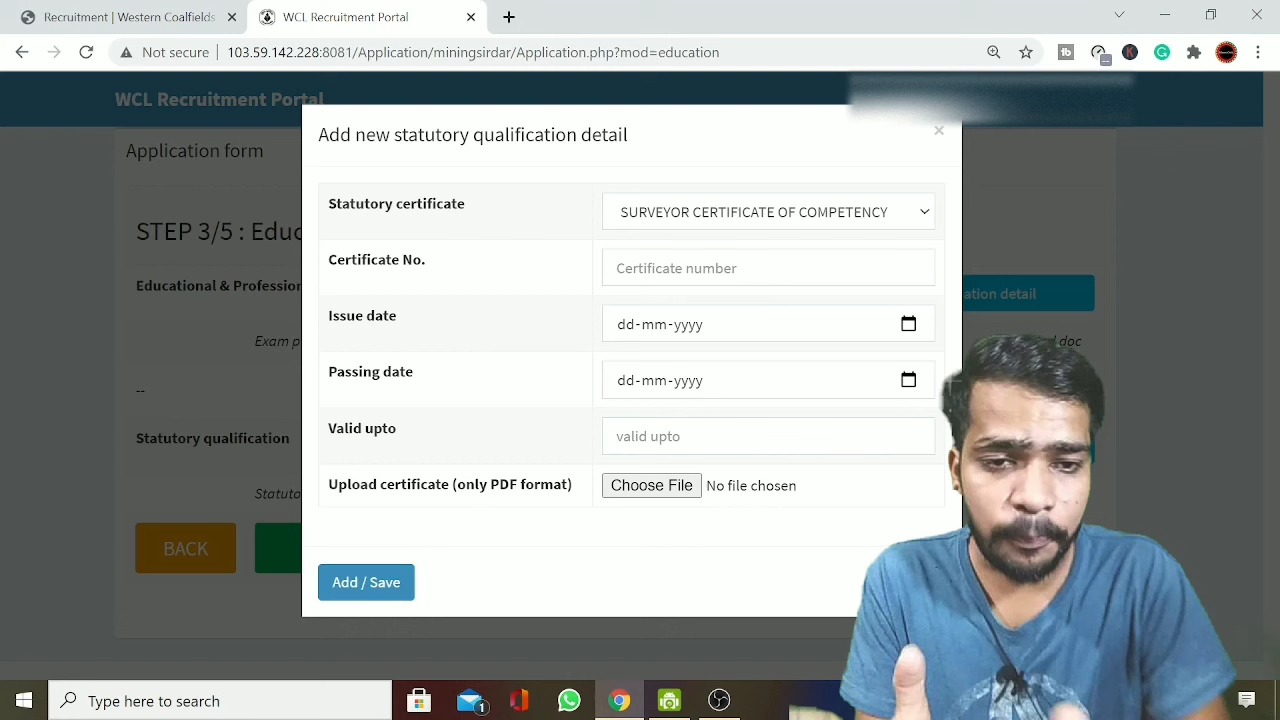 Recruitment | Western Coalfields
WCL Recruitment Portal
Not secure
103.59.142.228:8081/Application/miningsirdar/Application.php?mod=education
WCL Recruitment Portal
Application form
Add new statutory qualification detail
×
STEP 3/5 : Educ
Educational & Profession
ation detail
Exam p
al doc
--
Statutory qualification
Statuto
Statutory certificate
SURVEYOR CERTIFICATE OF COMPETENCY
Certificate No.
Certificate number
Issue date
dd-mm-yyyy
Passing date
dd-mm-yyyy
Valid upto
valid upto
Upload certificate (only PDF format)
Choose File No file chosen
BACK
Add / Save
Type here to search
1